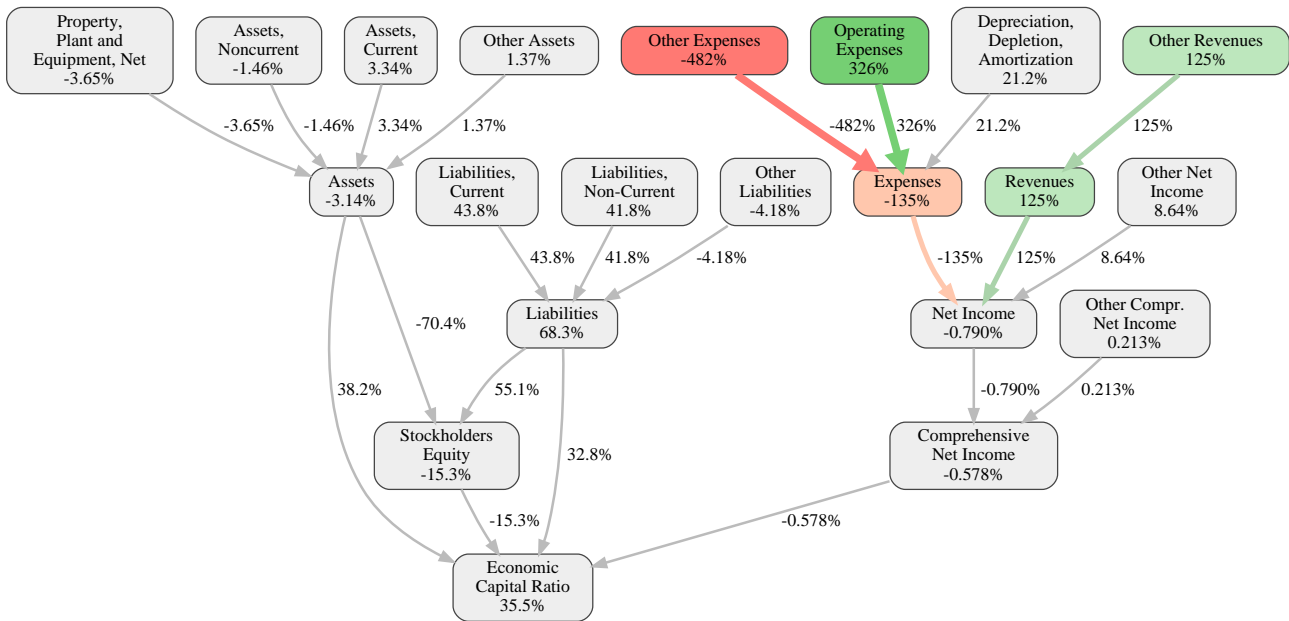 Property,
Plant and
Equipment, Net
-3.65%
Assets,
Noncurrent
-1.46%
Assets,
Current
3.34%
Other Assets
1.37%
Other Expenses
-482%
Operating
Expenses
326%
Depreciation,
Depletion,
Amortization
21.2%
Other Revenues
125%
-3.65%
-1.46%
3.34%
1.37%
-482%
326%
21.2%
125%
Assets
-3.14%
Liabilities,
Current
43.8%
Liabilities,
Non-Current
41.8%
Other
Liabilities
-4.18%
Expenses
-135%
Revenues
125%
Other Net
Income
8.64%
43.8%
41.8%
-4.18%
-135%
125%
8.64%
-70.4%
Liabilities
68.3%
Net Income
-0.790%
Other Compr.
Net Income
0.213%
38.2%
55.1%
-0.790%
0.213%
Stockholders
Equity
-15.3%
32.8%
Comprehensive
Net Income
-0.578%
-15.3%
-0.578%
Economic
Capital Ratio
35.5%